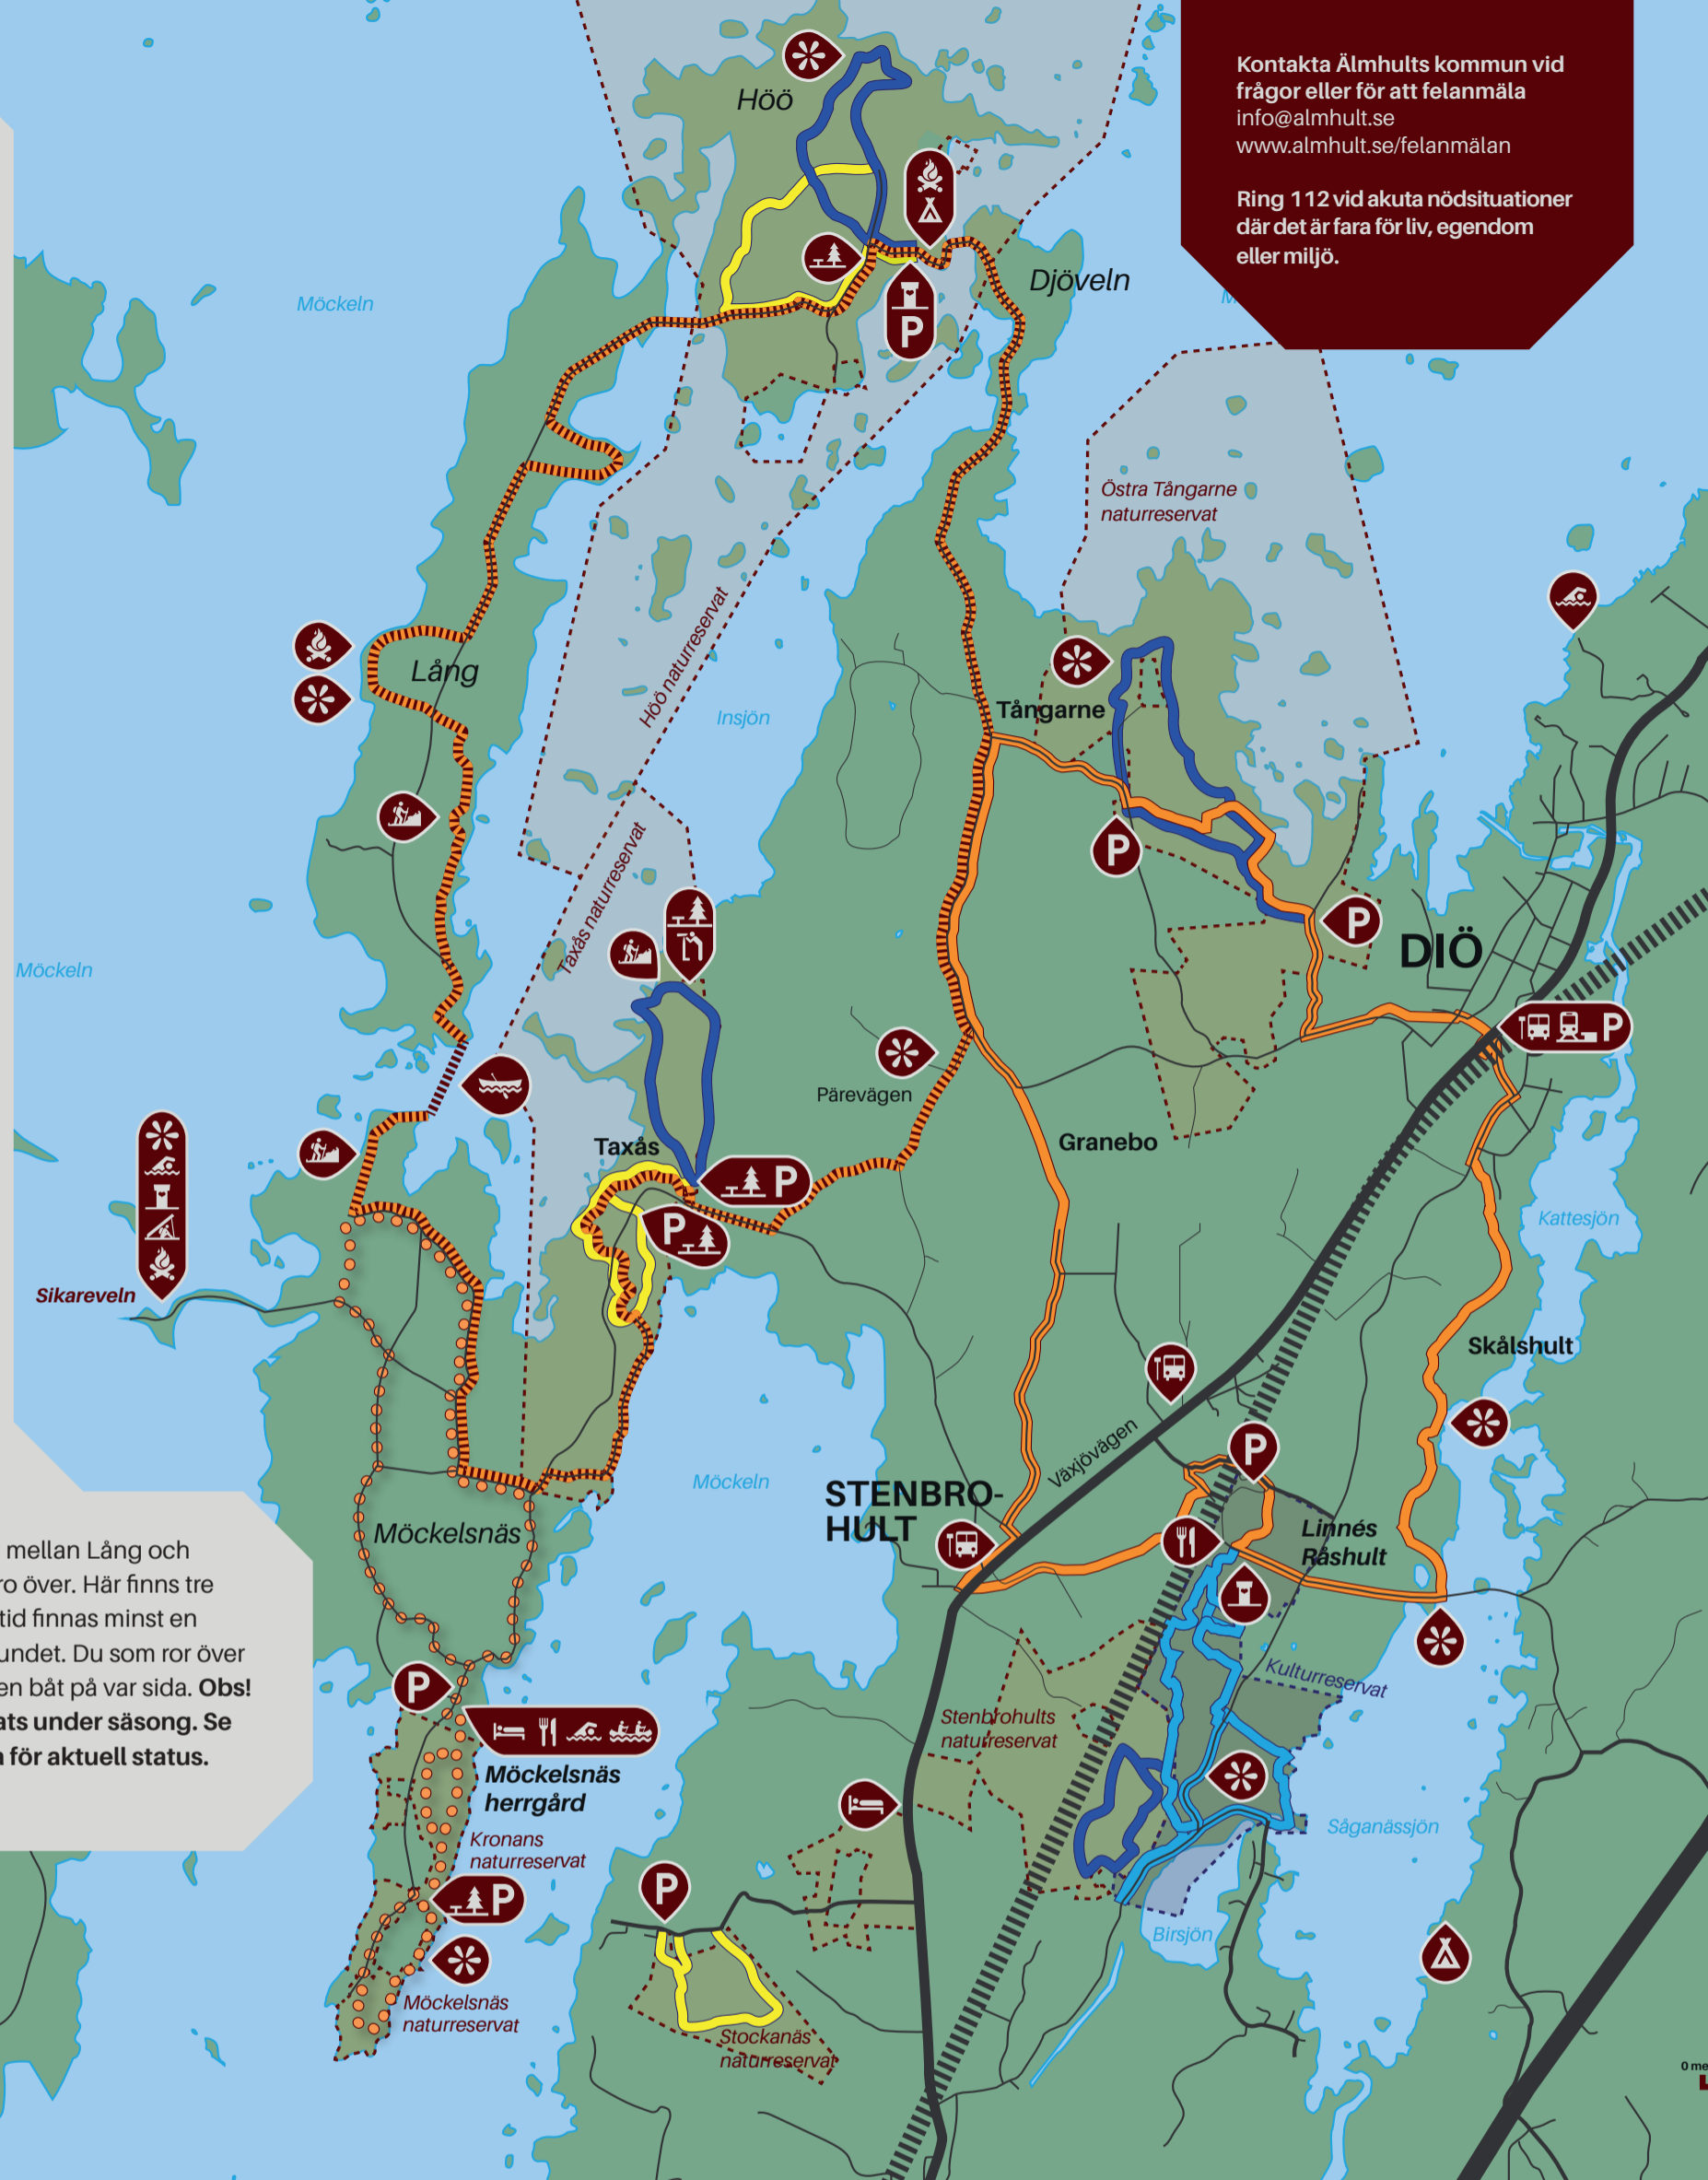 Kontakta Älmhults kommun vid
frågor eller för att felanmäla
info@almhult.se
www.almhult.se/felanmälan
Ring 112 vid akuta nödsituationer
där det är fara för liv, egendom
eller miljö.
Höö
Djöveln
Möckeln
M
P
Östra Tångarne
naturreservat
Höö naturreservat
Lång
Insjön
Tångarne
P
Taxås naturreservat
P
DIÖ
Möckeln
P
Pärevägen
Granebo
Taxås
P
P
Kattesjön
Sikareveln
Skålshult
Växjövägen
P
Möckeln
STENBRO-
HULT
Linnés
Råshult
Möckelsnäs
mellan Lång och
ro över. Här finns tre
tid finnas minst en
undet. Du som ror över
en båt på var sida. Obs!
ats under säsong. Se
för aktuell status.
P
Kulturreservat
Stenbrohults
naturreservat
Möckelsnäs
herrgård
Kronans
naturreservat
Såganässjön
P
P
Birsjön
Möckelsnäs
naturreservat
Stockanäs
naturreservat
0 me